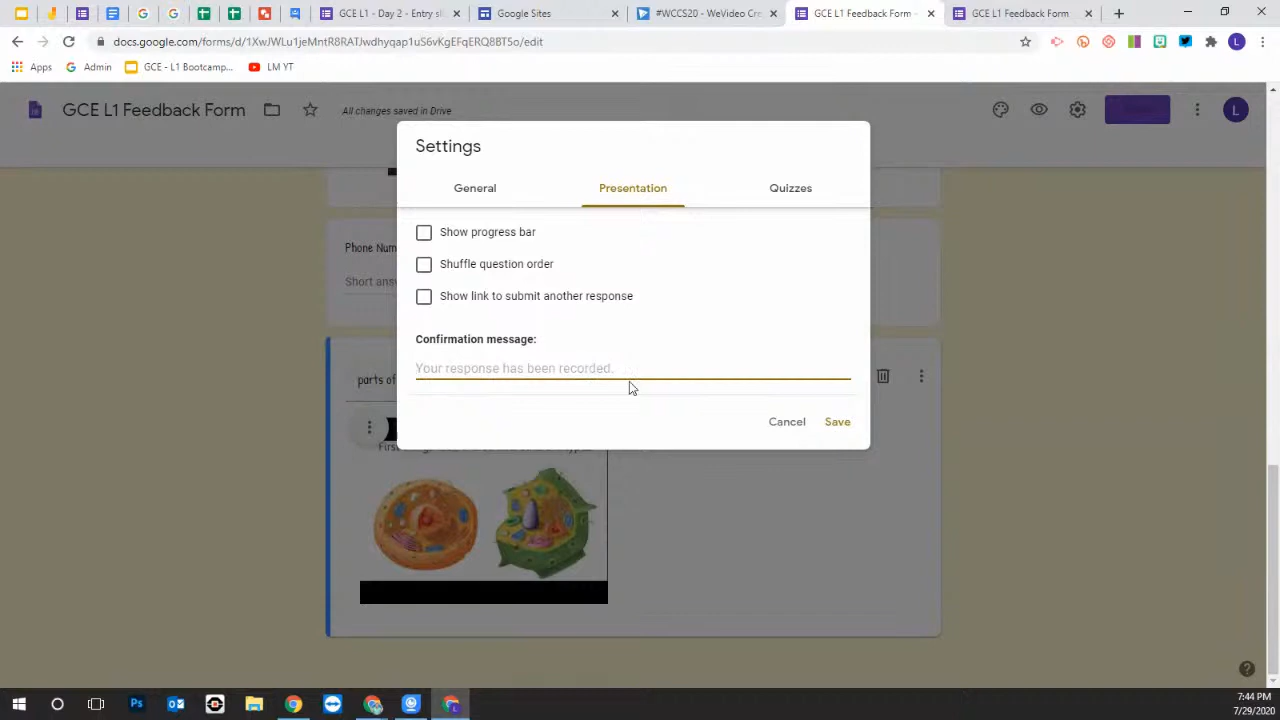 GCE L1 - Day 2 - Entry s
Google Sites
#WCCS20 - WeVideo Cre
GCE L1 Feedback Form -
GCE L1 Feedback Form
docs.google.com/forms/d/1XwJWLu1jeMntR8RATJwdhyqap1uS6vKgEFqERQ8BT5o/edit
Apps
Admin
GCE - L1 Bootcamp...
LM YT
GCE L1 Feedback Form
All changes saved in Drive
L
Settings
General
Presentation
Quizzes
Show progress bar
Shuffle question order
Show link to submit another response
Phone Num
Short ans
Confirmation message:
Your response has been recorded.
parts of
Cancel
Save
7:44 PM
7/29/2020